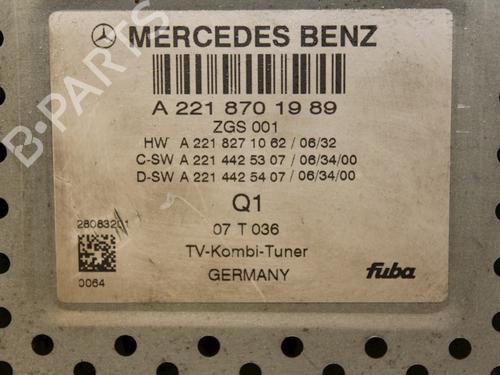 MERCEDES BENZ
A 221 870 19 89
ZGS 001
HW A 221 827 10 62 / 06/32
C-SW A 221 442 53 07 / 06/34/00
D-SW A 221 442 54 07 / 06/34/00
Q1
2808320
07 T 036
TV-Kombi-Tuner
0064
GERMANY
fuba
B-PARTS